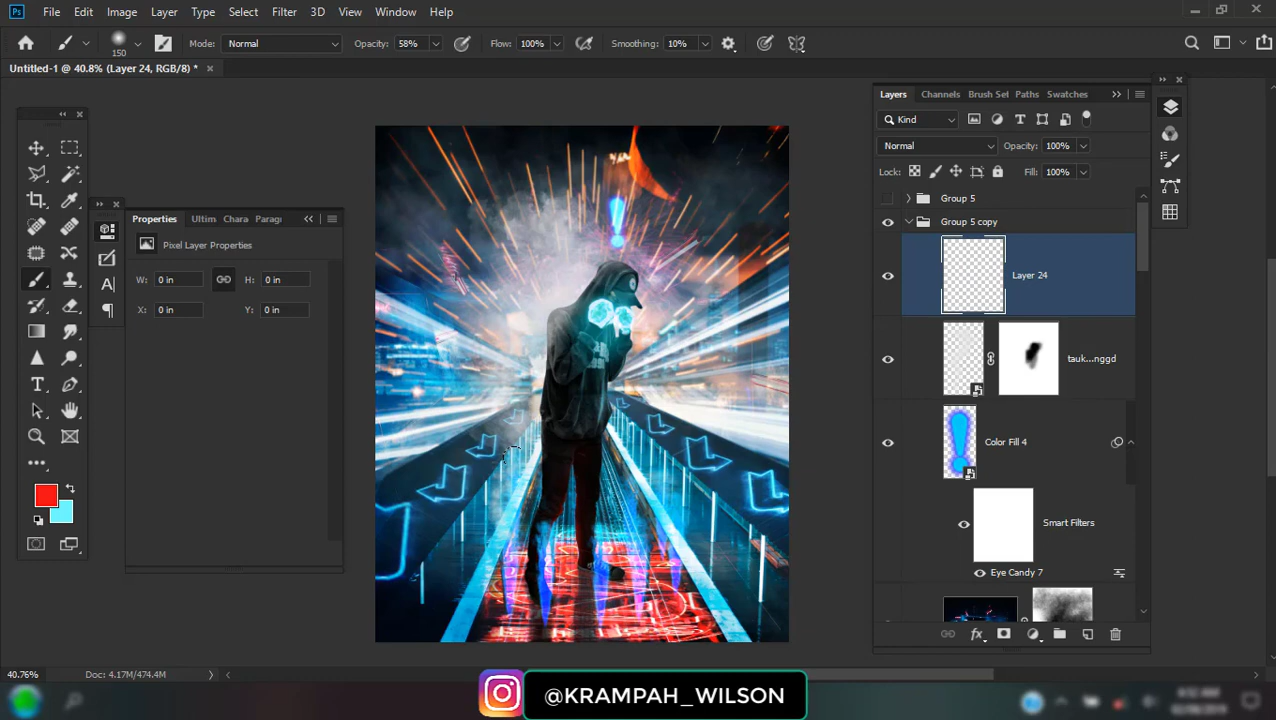 Ps File Edit Image Layer Type Select Filter 3D View Window Help
150 Mode: Normal Opacity: 58% Flow: 100% Smoothing: 10%
Untitled-1 @ 40.8% (Layer 24, RGB/8) *
Layers Channels Brush Set Paths Swatches
Kind
Normal Opacity: 100%
Lock: Fill: 100%
Group 5
Group 5 copy
Layer 24
tauk...nggd
Color Fill 4
Smart Filters
Eye Candy 7
Properties Ultim Chara Paragi
Pixel Layer Properties
W: 0 in H: 0 in
X: 0 in Y: 0 in
40.76% Doc: 4.17M/474.4M
@KRAMPAH_WILSON